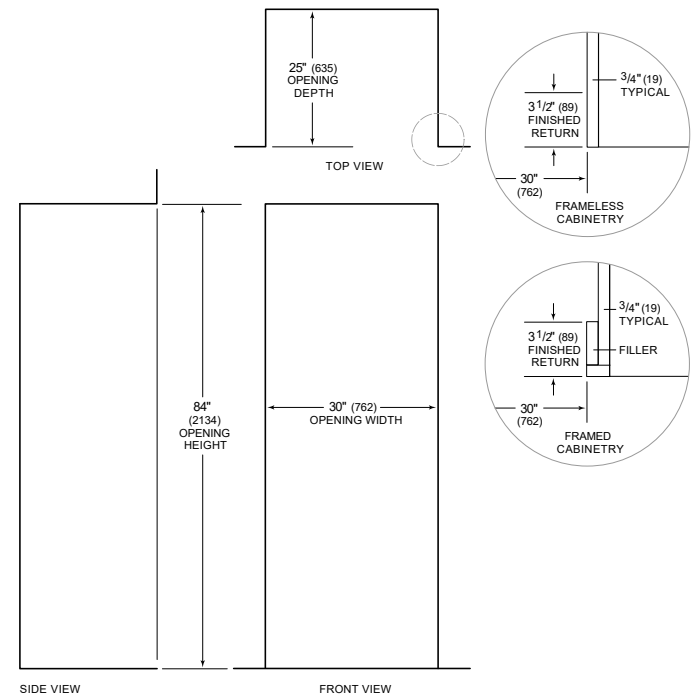 25" (635)
OPENING
DEPTH
TOP VIEW
3/4" (19)
TYPICAL
3 1/2" (89)
FINISHED
RETURN
30"
(762)
FRAMELESS
CABINETRY
3/4" (19)
TYPICAL
3 1/2" (89)
FINISHED
RETURN
FILLER
30"
(762)
FRAMED
CABINETRY
84"
(2134)
OPENING
HEIGHT
30" (762)
OPENING WIDTH
SIDE VIEW
FRONT VIEW